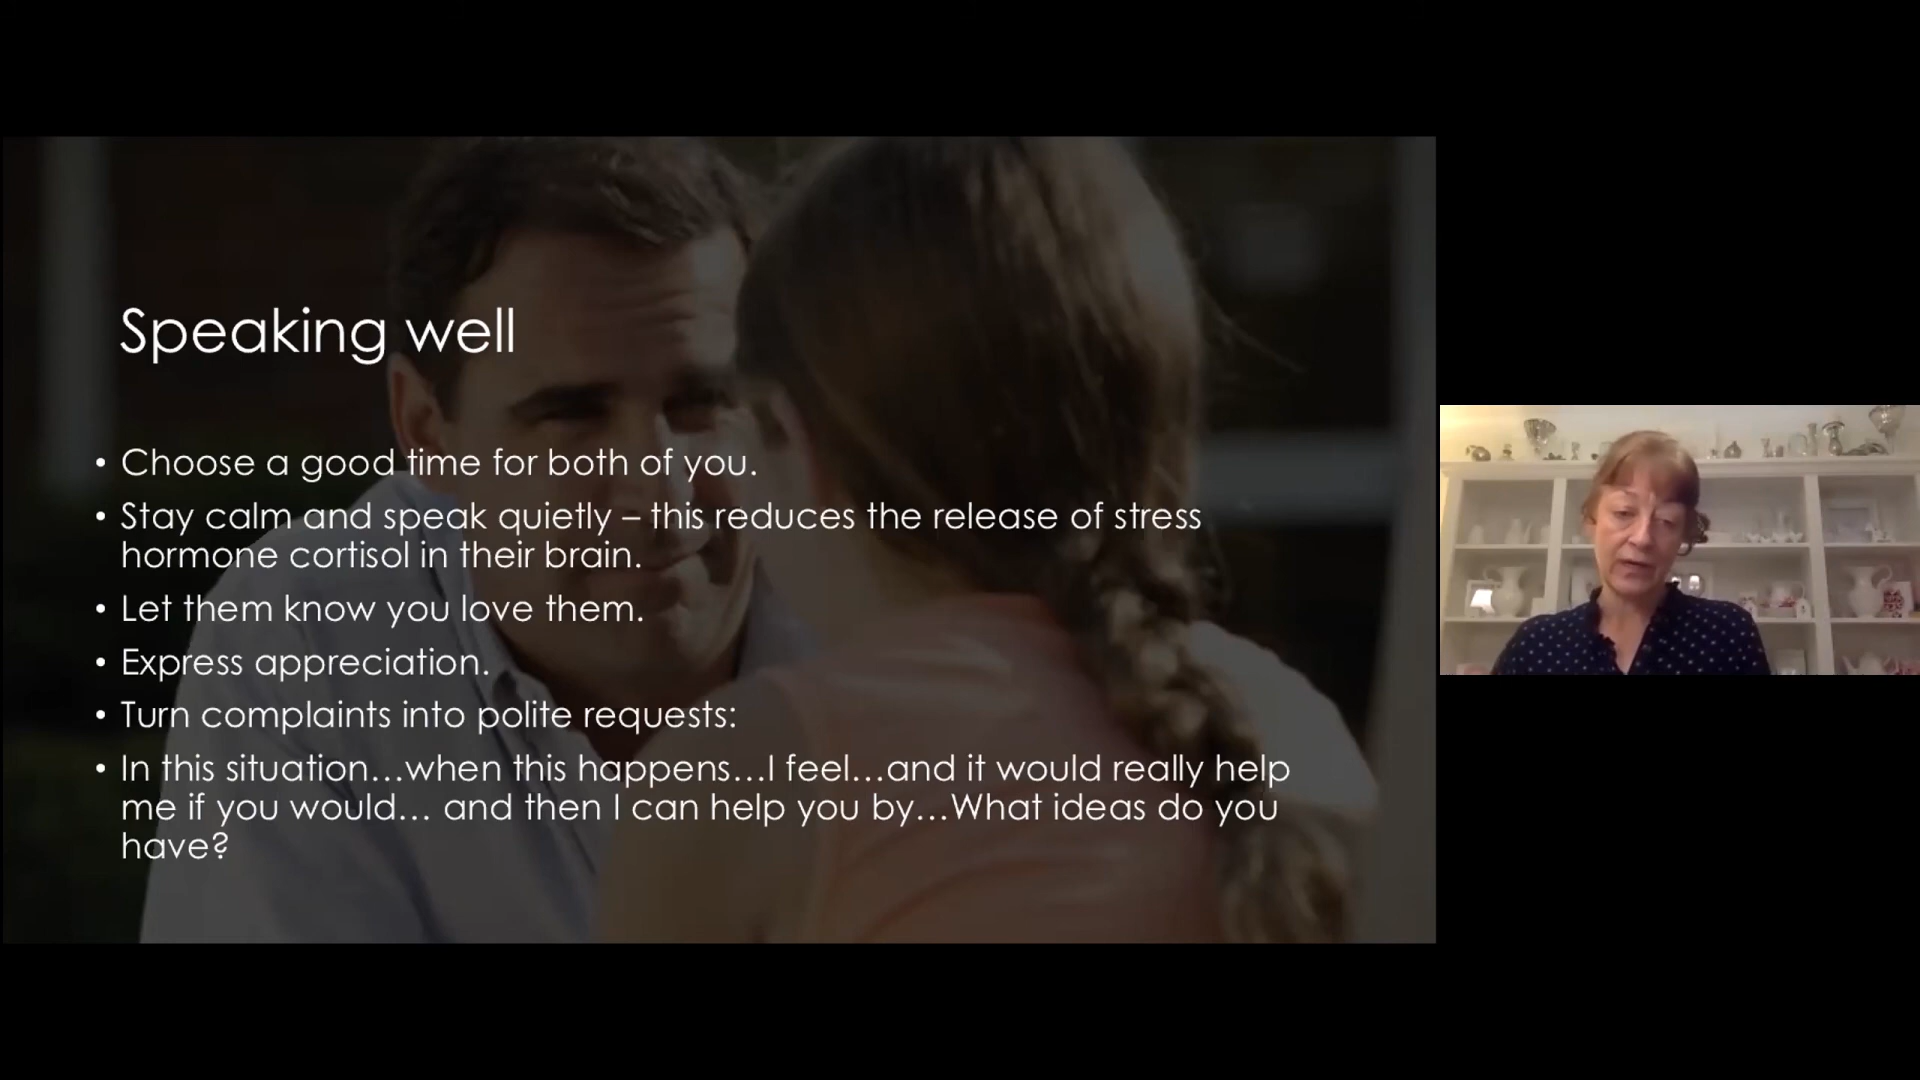 Speaking well
• Choose a good time for both of you.
• Stay calm and speak quietly – this reduces the release of stress
hormone cortisol in their brain.
• Let them know you love them.
• Express appreciation.
• Turn complaints into polite requests:
• In this situation…when this happens…I feel…and it would really help
me if you would… and then I can help you by…What ideas do you
have?